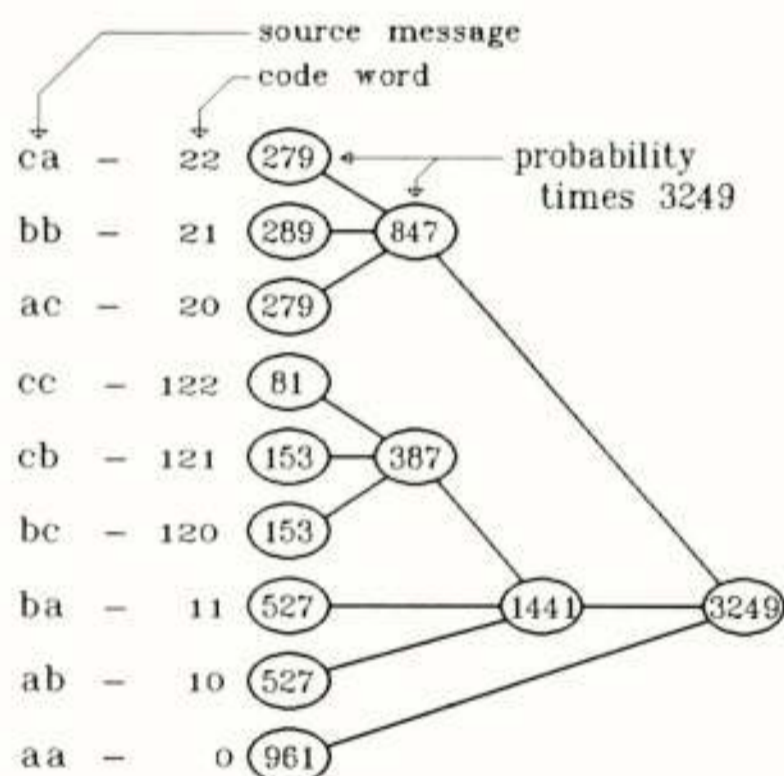 source message
code word
ca - 22 279 probability
times 3249
bb - 21 289 847
ac - 20 279
cc - 122 81
cb - 121 153 387
bc - 120 153
ba - 11 527 1441 3249
ab - 10 527
aa - 0 961